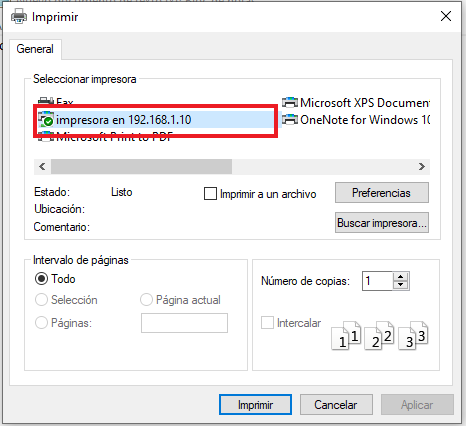 Imprimir
General
Seleccionar impresora
Fax
impresora en 192.168.1.10
Microsoft Print to PDF
Microsoft XPS Document
OneNote for Windows 10
Estado: Listo
Ubicación:
Comentario:
Imprimir a un archivo
Preferencias
Buscar impresora...
Intervalo de páginas
Todo
Selección
Página actual
Páginas:
Número de copias: 1
Intercalar
1 1 2 2 3 3
Imprimir
Cancelar
Aplicar